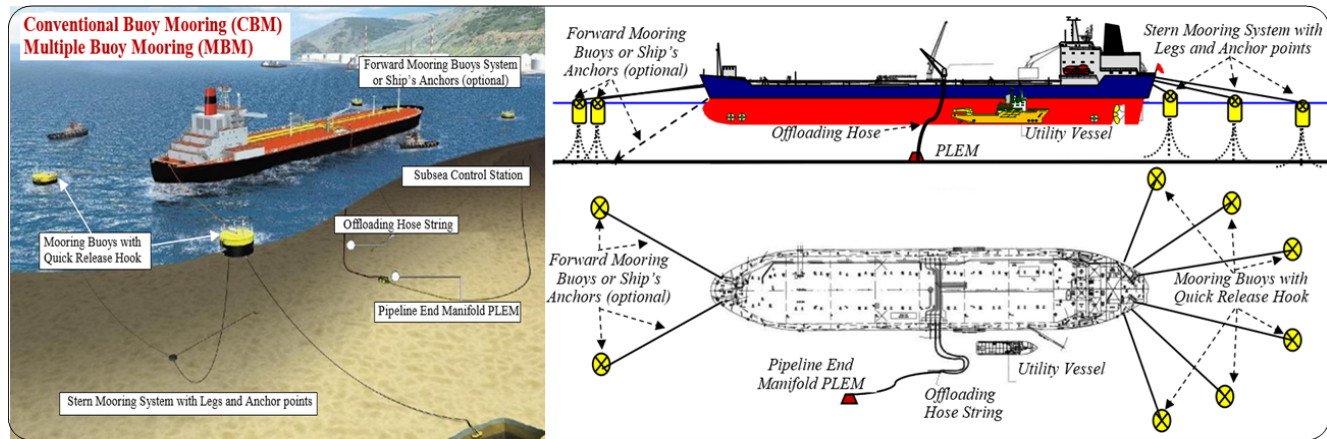 Conventional Buoy Mooring (CBM)
Multiple Buoy Mooring (MBM)
Forward Mooring Buoys System
or Ship's Anchors (optional)
Subsea Control Station
Offloading Hose String
Mooring Buoys with
Quick Release Hook
Pipeline End Manifold PLEM
Stern Mooring System with Legs and Anchor points
Forward Mooring
Buoys or Ship's
Anchors (optional)
Stern Mooring System with
Legs and Anchor points
Offloading Hose
Utility Vessel
PLEM
Forward Mooring
Buoys or Ship's
Anchors (optional)
Mooring Buoys with
Quick Release Hook
Pipeline End
Manifold PLEM
Utility Vessel
Offloading
Hose String